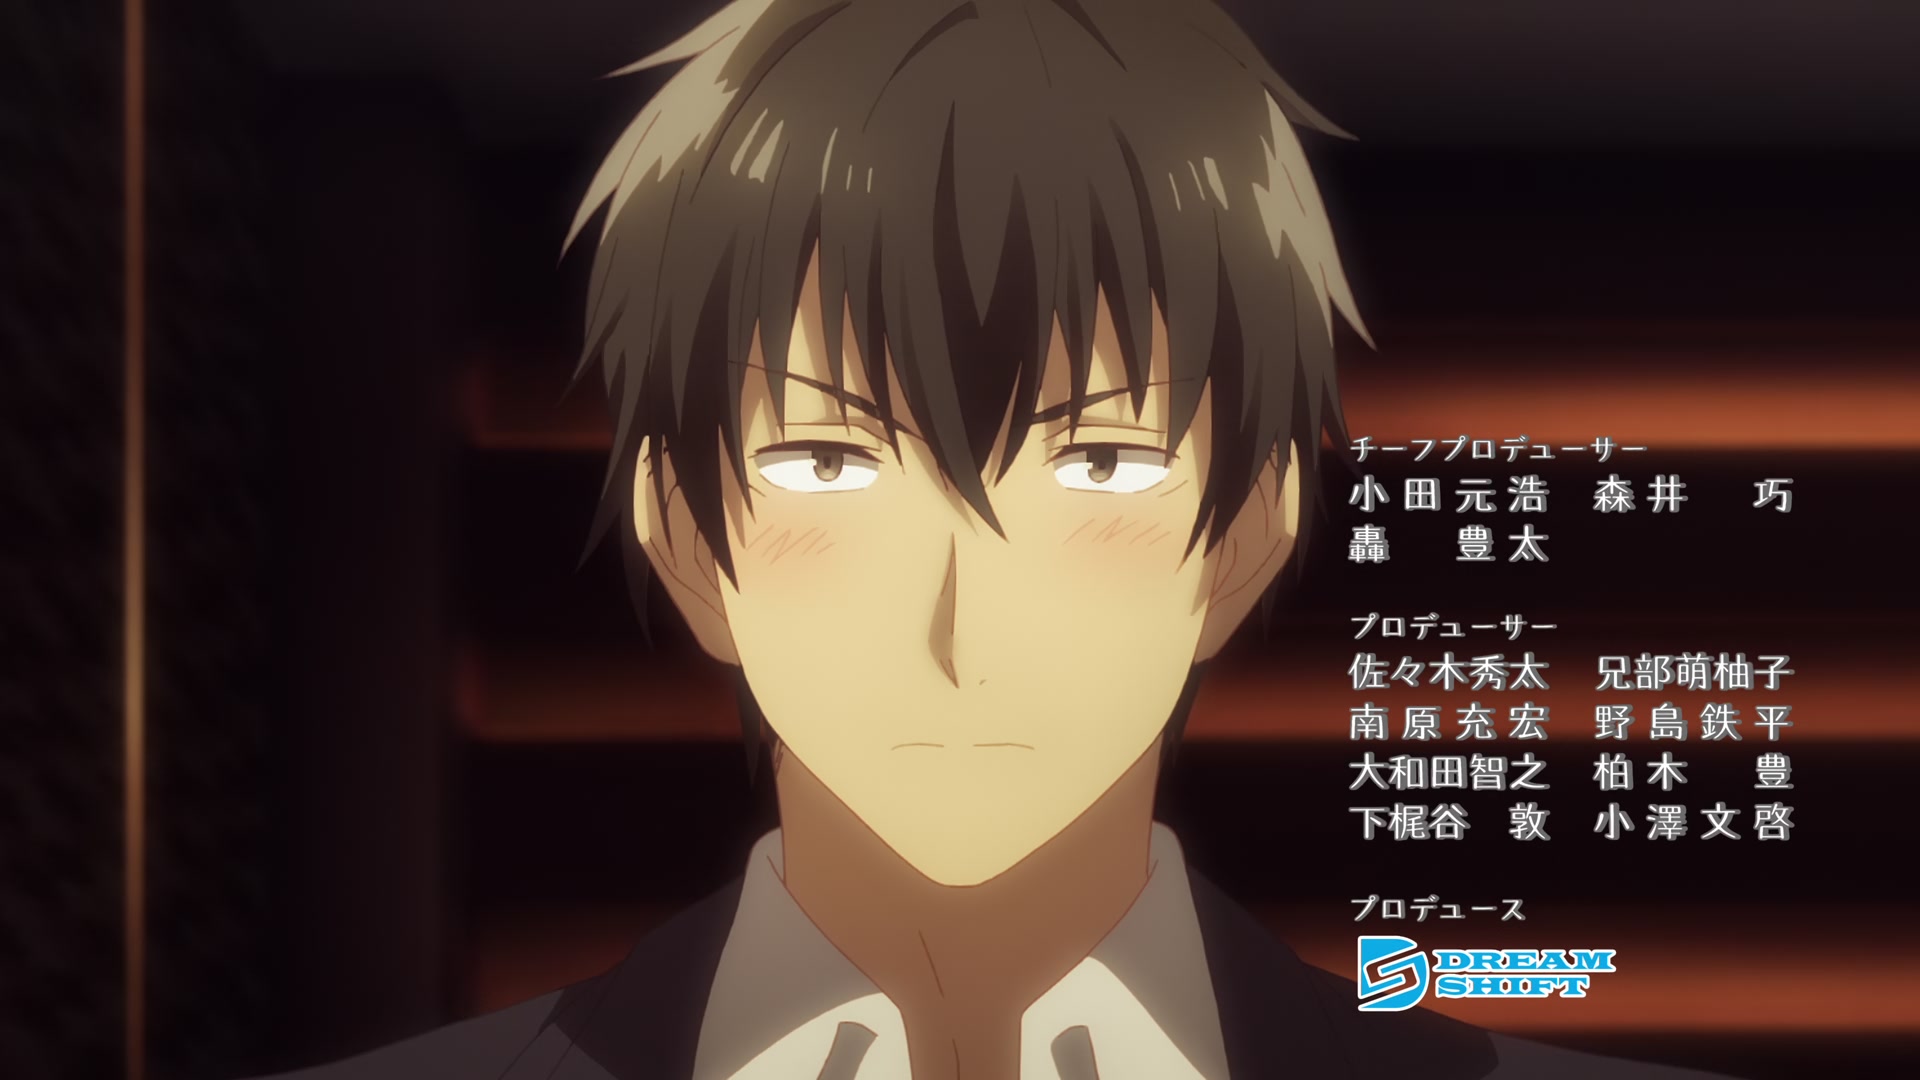 チーフプロデューサー
小田元浩 森井 巧
轟 豊太
プロデューサー
佐々木秀太 兄部萌柚子
南原充宏 野島鉄平
大和田智之 柏木 豊
下梶谷 敦 小澤文啓
プロデュース
DREAM
SHIFT